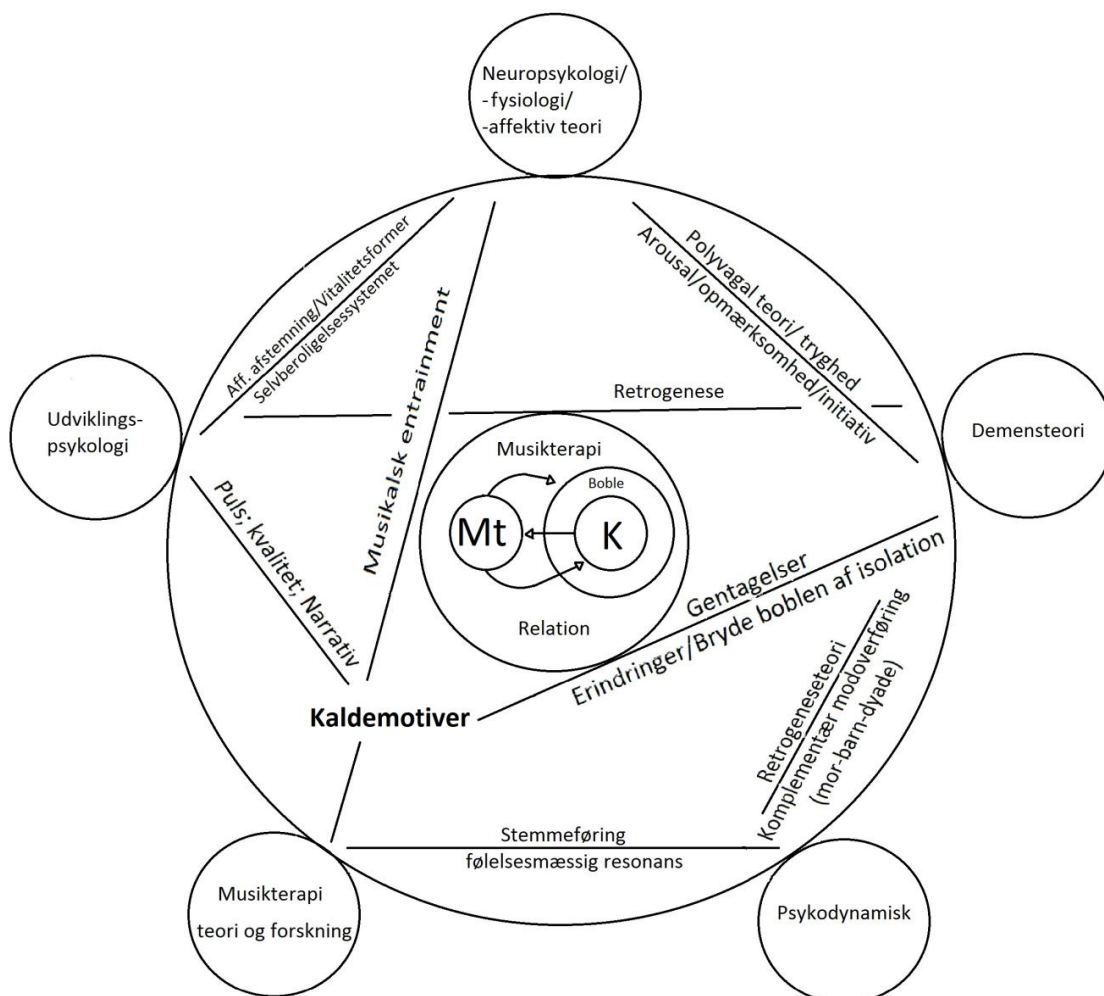 Neuropsykologi/
-fysiologi/
-affektiv teori
Aff. afstemning/Vitalitetsformer
Selvberoligelsessystemet
Musikalsk entrainment
Polyvagal teori/ tryghed
Arousal/opmærksomhed/initiativ
Udviklings-
psykologi
Retrogenese
Demensteori
Musikterapi
Boble
Mt
K
Relation
Puls; kvalitet; Narrativ
Gentagelser
Erindringer/Bryde boblen af isolation
Kaldemotiver
Retrogeneseteori
Komplementær modoverføring
(mor-barn-dyade)
Stemmeføring
følelsesmæssig resonans
Musikterapi
teori og forskning
Psykodynamisk